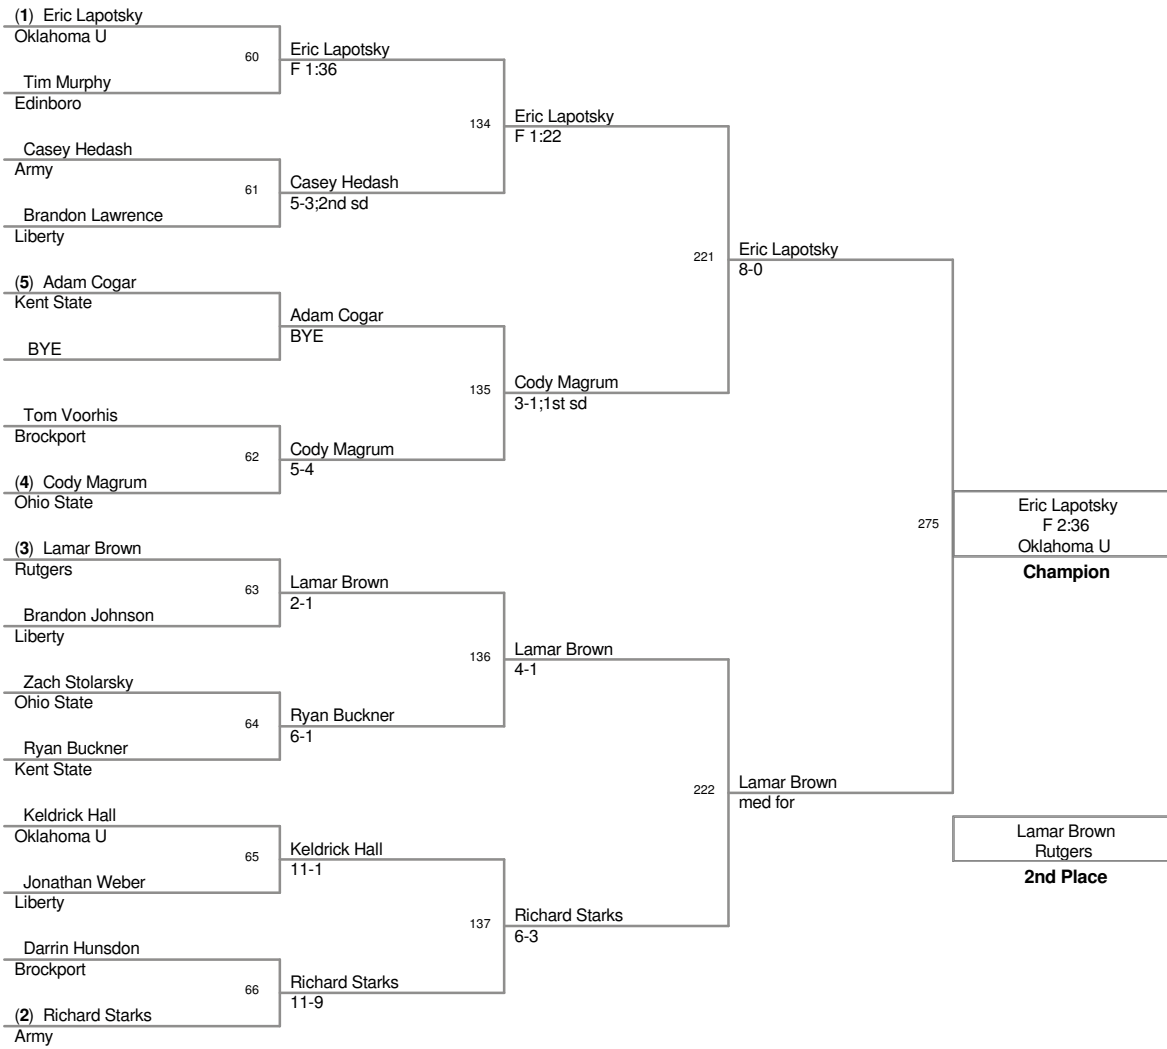 (1) Eric Lapotsky
Oklahoma U
60
Tim Murphy
Edinboro
Eric Lapotsky
F 1:36
Casey Hedash
Army
61
Brandon Lawrence
Liberty
Casey Hedash
5-3;2nd sd
134
Eric Lapotsky
F 1:22
(5) Adam Cogar
Kent State
BYE
Adam Cogar
BYE
Tom Voorhis
Brockport
62
(4) Cody Magrum
Ohio State
Cody Magrum
5-4
135
Cody Magrum
3-1;1st sd
221
Eric Lapotsky
8-0
(3) Lamar Brown
Rutgers
63
Brandon Johnson
Liberty
Lamar Brown
2-1
Zach Stolarsky
Ohio State
64
Ryan Buckner
Kent State
Ryan Buckner
6-1
136
Lamar Brown
4-1
Keldrick Hall
Oklahoma U
65
Jonathan Weber
Liberty
Keldrick Hall
11-1
Darrin Hunsdon
Brockport
66
(2) Richard Starks
Army
Richard Starks
11-9
137
Richard Starks
6-3
222
Lamar Brown
med for
275
Eric Lapotsky
F 2:36
Oklahoma U
Champion
Lamar Brown
Rutgers
2nd Place